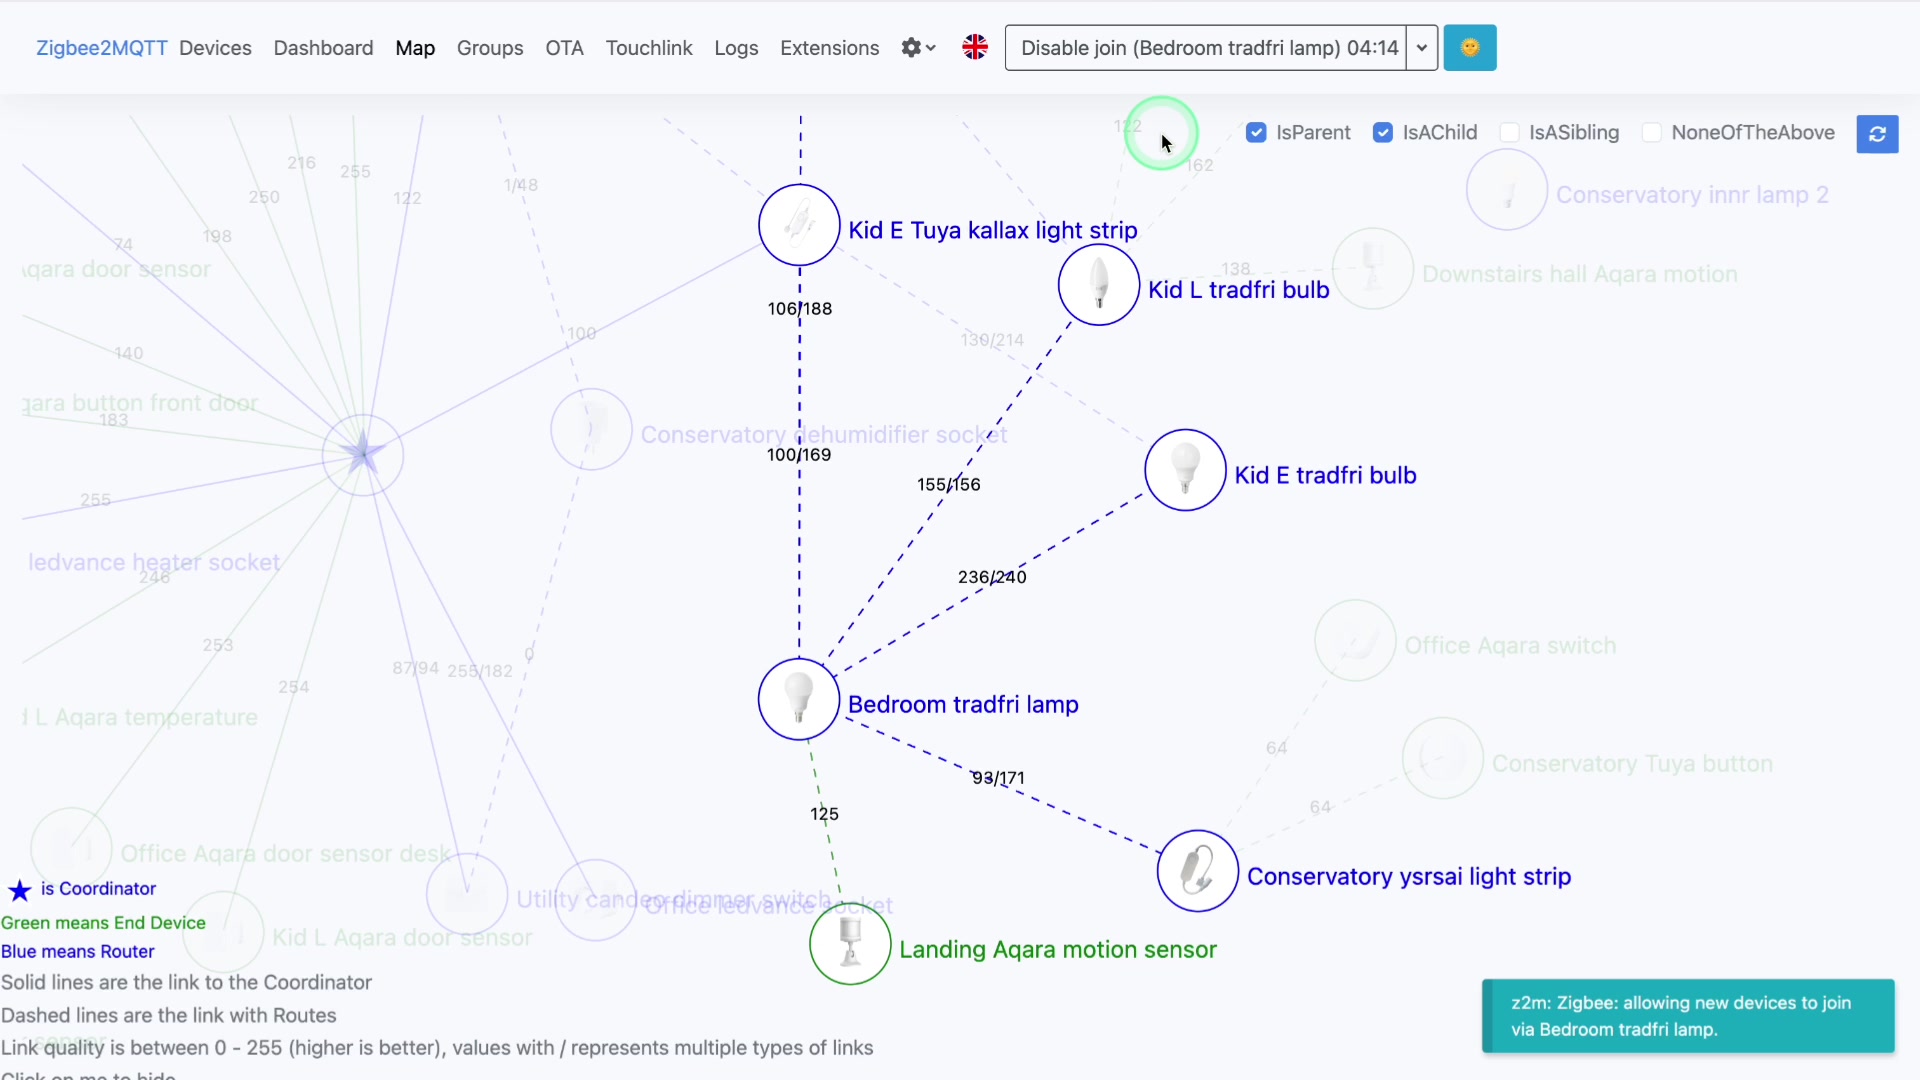 Zigbee2MQTT Devices Dashboard Map Groups OTA Touchlink Logs Extensions Disable join (Bedroom tradfri lamp) 04:14
IsParent IsAChild IsASibling NoneOfTheAbove
122
162
216
255
250
122
1/48
198
74
Conservatory innr lamp 2
Kid E Tuya kallax light strip
Aqara door sensor
138
Downstairs hall Aqara motion
Kid L tradfri bulb
106/188
100
130/214
140
qara button front door
183
Conservatory dehumidifier socket
100/169
155/156
Kid E tradfri bulb
255
ledvance heater socket
246
236/240
253
0
87/94
255/182
254
Office Aqara switch
L Aqara temperature
Bedroom tradfri lamp
64
Conservatory Tuya button
93/171
64
125
Office Aqara door sensor desk
is Coordinator
Utility candeo dimmer switch
Office ledvance socket
Conservatory ysrsai light strip
Green means End Device
Kid L Aqara door sensor
Landing Aqara motion sensor
Blue means Router
Solid lines are the link to the Coordinator
Dashed lines are the link with Routes
sensor
Link quality is between 0 - 255 (higher is better), values with / represents multiple types of links
Click on me to hide
z2m: Zigbee: allowing new devices to join
via Bedroom tradfri lamp.